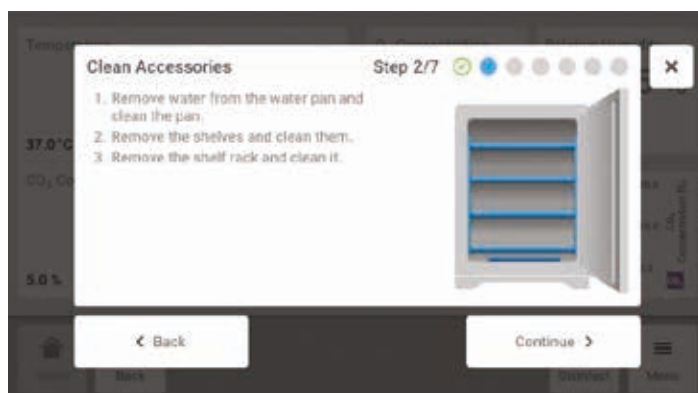 Clean Accessories
Step 2/7
1. Remove water from the water pan and
clean the pan.
2. Remove the shelves and clean them.
3. Remove the shelf rack and clean it.
37.0°C
5.0 %
Back
Continue
Back
Disinfect
Menu